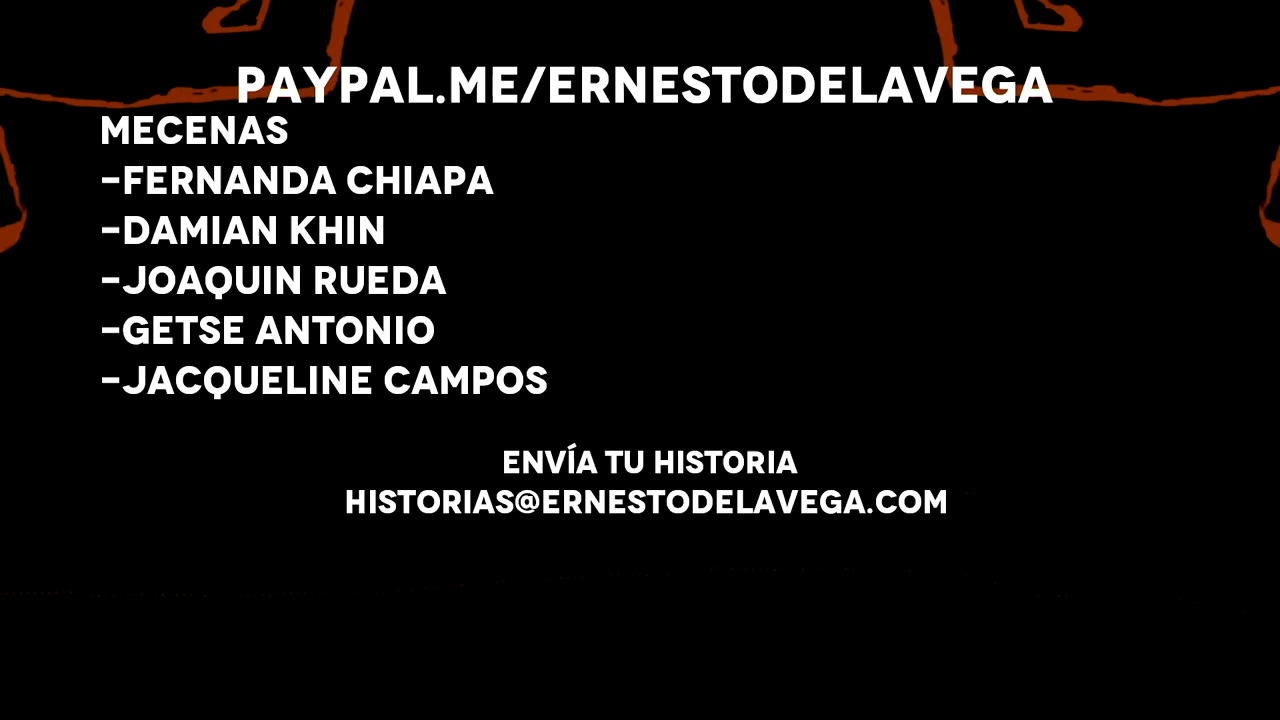 PAYPAL.ME/ERNESTODELAVEGA
MECENAS
-FERNANDA CHIAPA
-DAMIAN KHIN
-JOAQUIN RUEDA
-GETSE ANTONIO
-JACQUELINE CAMPOS
ENVÍA TU HISTORIA
HISTORIAS@ERNESTODELAVEGA.COM